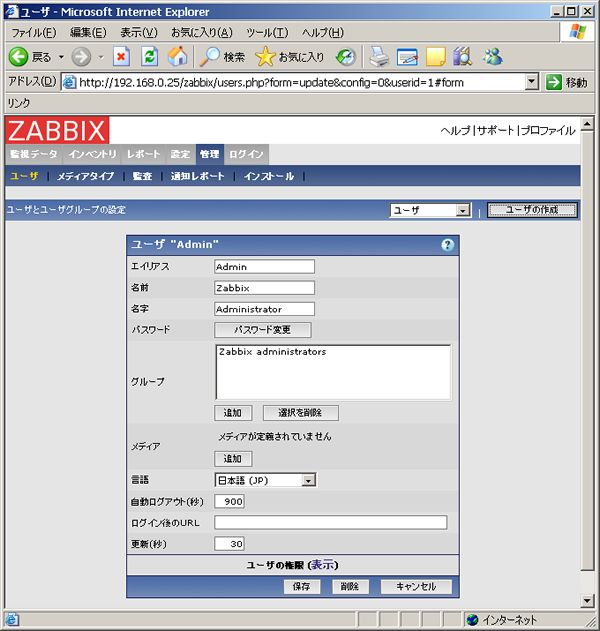 ユーザ - Microsoft Internet Explorer
ファイル(F) 編集(E) 表示(V) お気に入り(A) ツール(T) ヘルプ(H)
戻る 検索 お気に入り
アドレス(D) http://192.168.0.25/zabbix/users.php?form=update&config=0&userid=1#form 移動
リンク
ZABBIX
ヘルプ|サポート|プロファイル
監視データ インベントリ レポート 設定 管理 ログイン
ユーザ | メディアタイプ | 監査 | 通知レポート | インストール |
ユーザとユーザグループの設定 ユーザ | ユーザの作成
ユーザ "Admin" ?
エイリアス Admin
名前 Zabbix
名字 Administrator
パスワード パスワード変更
Zabbix administrators
グループ
追加 選択を削除
メディアが定義されていません
メディア
追加
言語 日本語 (JP)
自動ログアウト(秒) 900
ログイン後のURL
更新(秒) 30
ユーザの権限 (表示)
保存 削除 キャンセル
インターネット